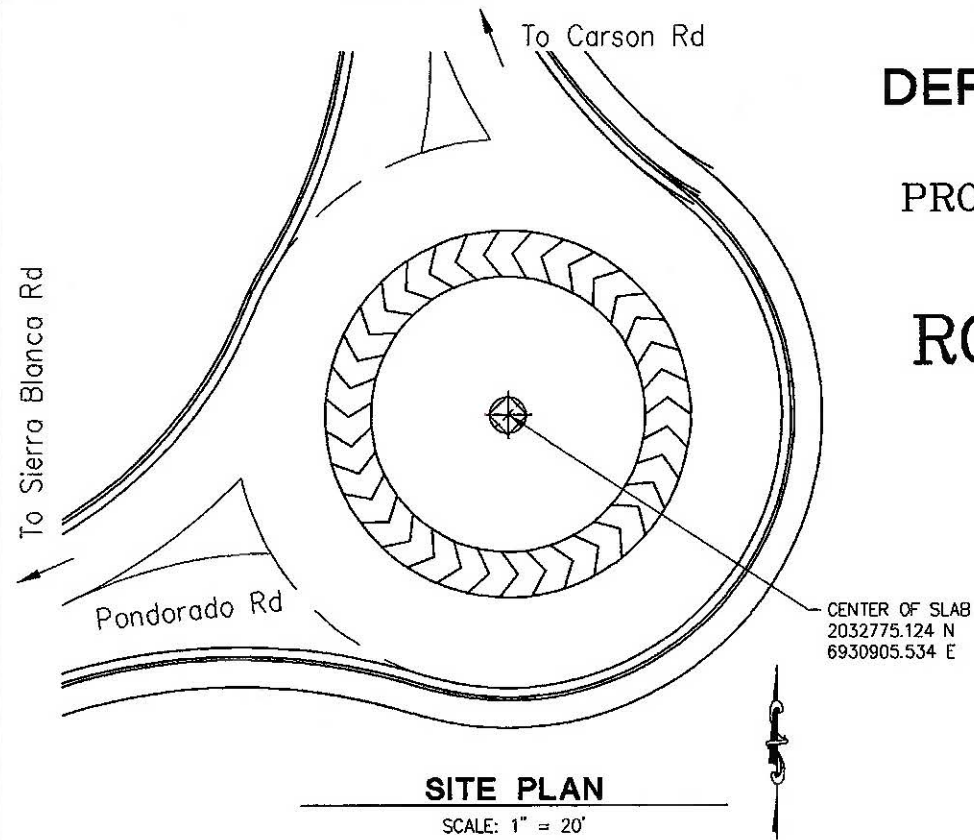 To Carson Rd
DEP
PRO
RO
To Sierra Blanca Rd
Pondorado Rd
CENTER OF SLAB
2032775.124 N
6930905.534 E
SITE PLAN
SCALE: 1" = 20'